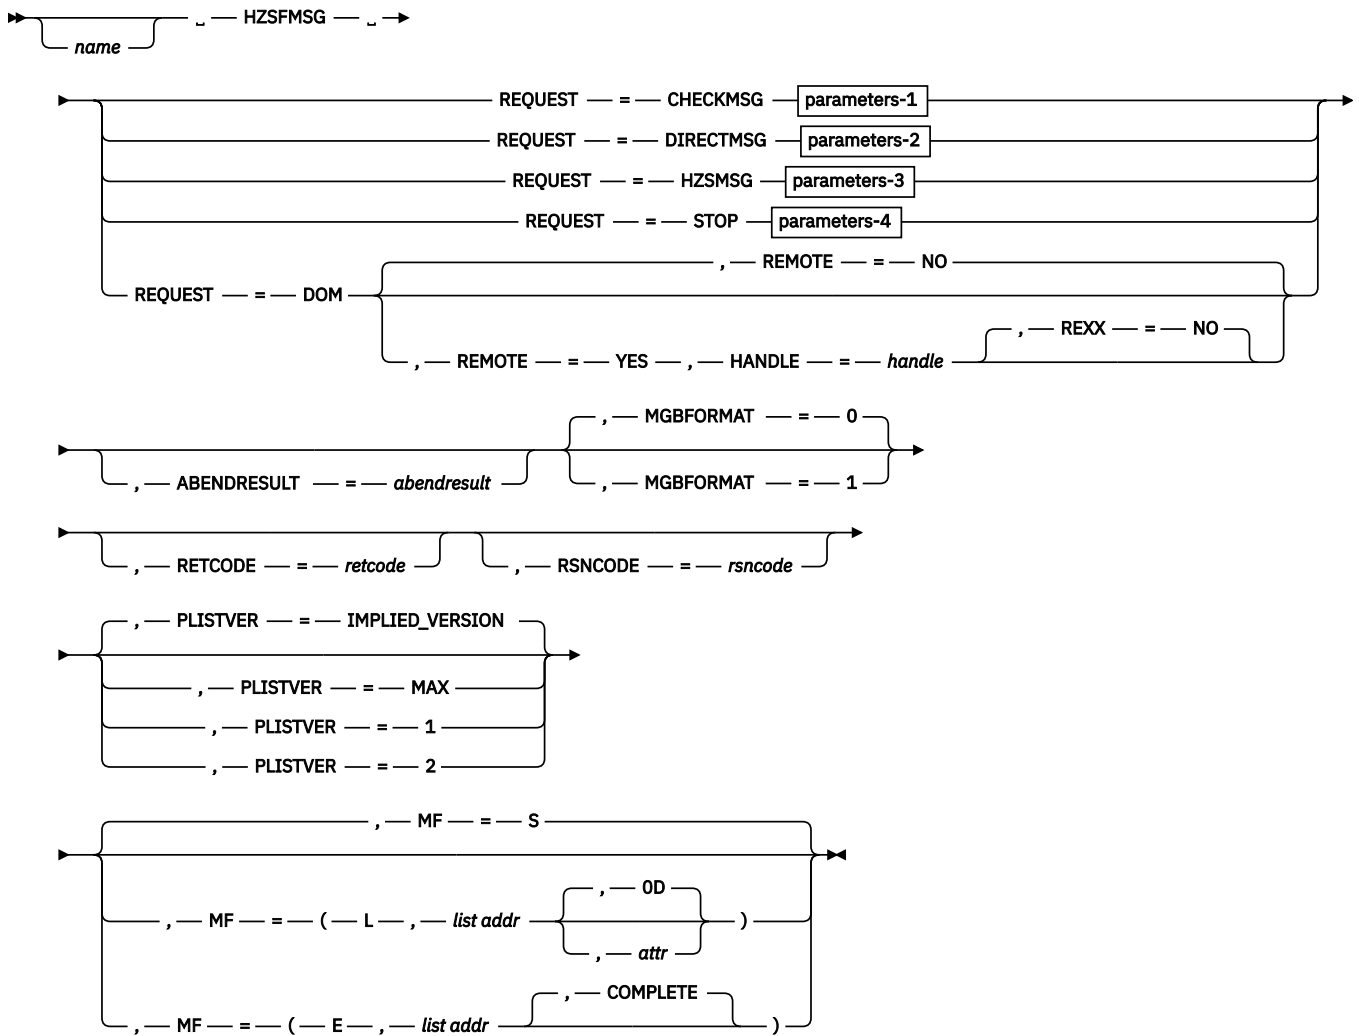 ␣ HZSFMSG ␣
name
REQUEST = CHECKMSG parameters-1
REQUEST = DIRECTMSG parameters-2
REQUEST = HZSMSG parameters-3
REQUEST = STOP parameters-4
, REMOTE = NO
REQUEST = DOM
, REXX = NO
, REMOTE = YES , HANDLE = handle
, MGBFORMAT = 0
, ABENDRESULT = abendresult , MGBFORMAT = 1
, RETCODE = retcode , RSNCODE = rsncode
, PLISTVER = IMPLIED_VERSION
, PLISTVER = MAX
, PLISTVER = 1
, PLISTVER = 2
, MF = S
, 0D
, MF = ( L , list addr )
, attr
, COMPLETE
, MF = ( E , list addr )